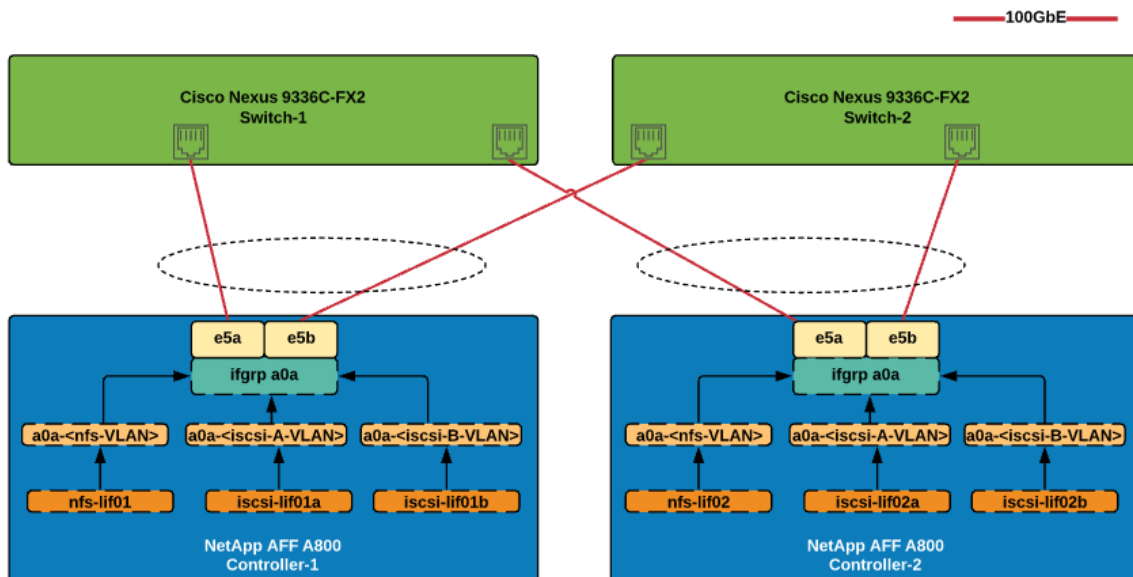 100GbE
Cisco Nexus 9336C-FX2
Switch-1
Cisco Nexus 9336C-FX2
Switch-2
e5a
e5b
ifgrp a0a
a0a-<nfs-VLAN>
a0a-<iscsi-A-VLAN>
a0a-<iscsi-B-VLAN>
nfs-lif01
iscsi-lif01a
iscsi-lif01b
NetApp AFF A800
Controller-1
e5a
e5b
ifgrp a0a
a0a-<nfs-VLAN>
a0a-<iscsi-A-VLAN>
a0a-<iscsi-B-VLAN>
nfs-lif02
iscsi-lif02a
iscsi-lif02b
NetApp AFF A800
Controller-2